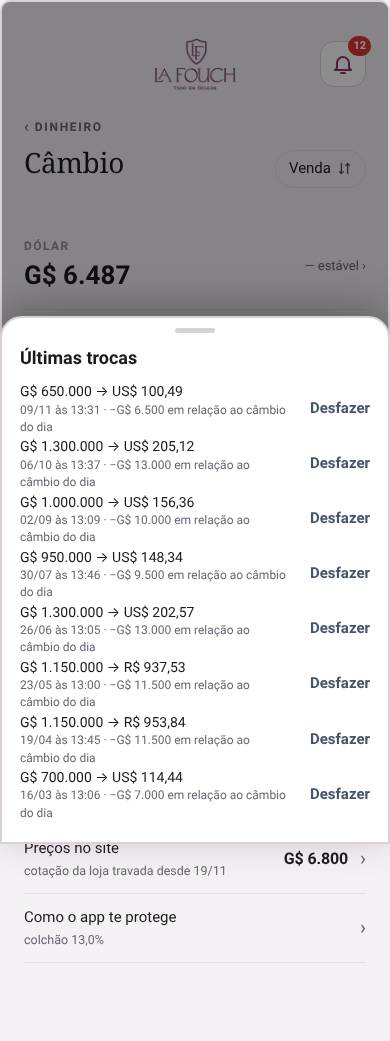 LF
LA FOUCH
Tudo em Óculos
12
‹ DINHEIRO
Câmbio
Venda
DÓLAR
G$ 6.487
— estável ›
Últimas trocas
G$ 650.000 → US$ 100,49
09/11 às 13:31 · −G$ 6.500 em relação ao câmbio
do dia
Desfazer
G$ 1.300.000 → US$ 205,12
06/10 às 13:37 · −G$ 13.000 em relação ao
câmbio do dia
Desfazer
G$ 1.000.000 → US$ 156,36
02/09 às 13:09 · −G$ 10.000 em relação ao
câmbio do dia
Desfazer
G$ 950.000 → US$ 148,34
30/07 às 13:46 · −G$ 9.500 em relação ao câmbio
do dia
Desfazer
G$ 1.300.000 → US$ 202,57
26/06 às 13:05 · −G$ 13.000 em relação ao
câmbio do dia
Desfazer
G$ 1.150.000 → R$ 937,53
23/05 às 13:00 · −G$ 11.500 em relação ao
câmbio do dia
Desfazer
G$ 1.150.000 → R$ 953,84
19/04 às 13:45 · −G$ 11.500 em relação ao
câmbio do dia
Desfazer
G$ 700.000 → US$ 114,44
16/03 às 13:06 · −G$ 7.000 em relação ao câmbio
do dia
Desfazer
Preços no site
cotação da loja travada desde 19/11
G$ 6.800 ›
Como o app te protege
colchão 13,0%
›